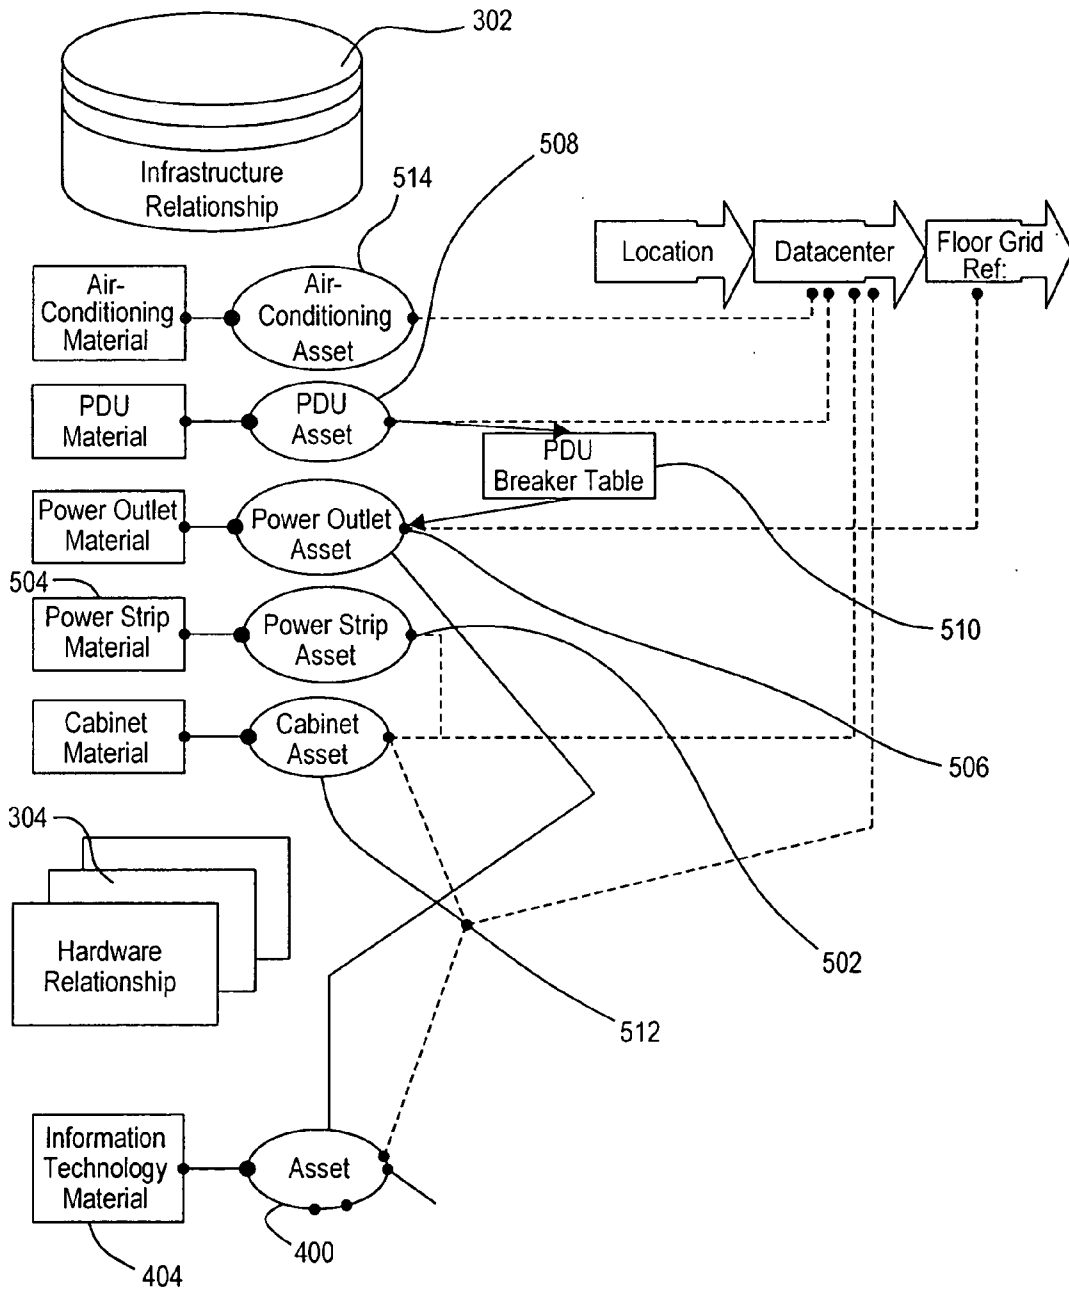 302
Infrastructure
Relationship
508
514
Location
Datacenter
Floor Grid
Ref:
Air-
Conditioning
Material
Air-
Conditioning
Asset
PDU
Material
PDU
Asset
PDU
Breaker Table
Power Outlet
Material
Power Outlet
Asset
504
Power Strip
Material
Power Strip
Asset
510
Cabinet
Material
Cabinet
Asset
506
304
Hardware
Relationship
502
512
Information
Technology
Material
Asset
400
404